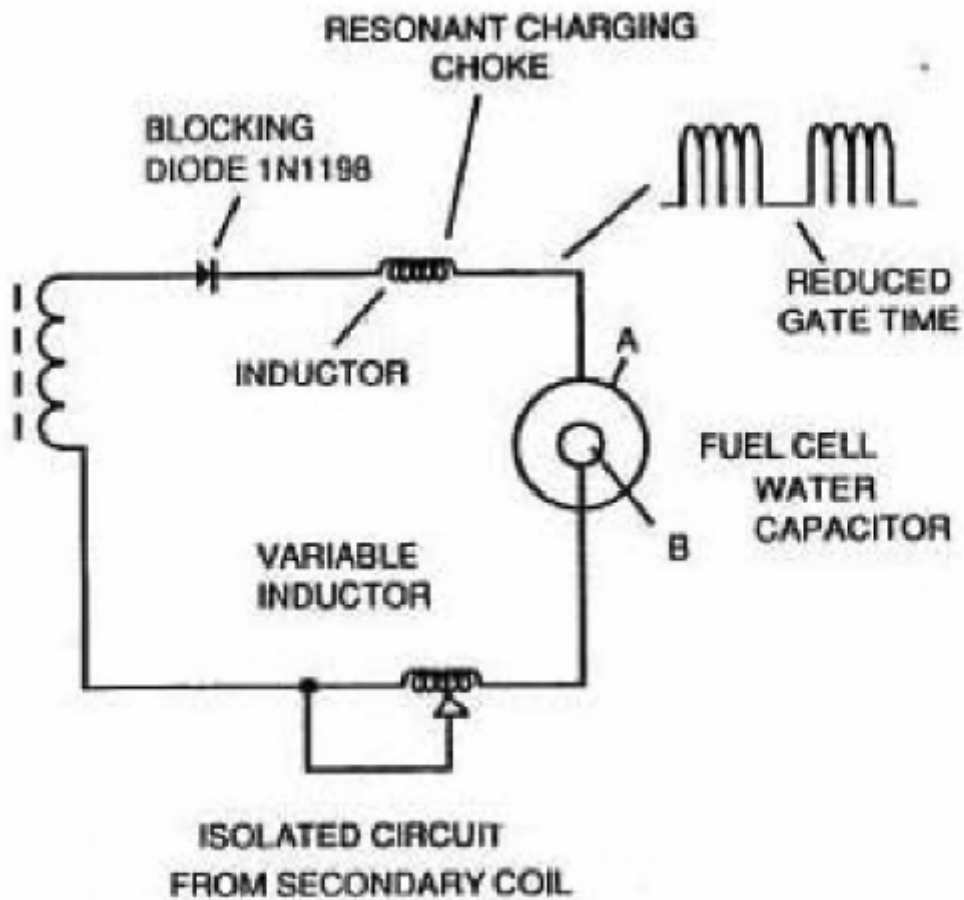 RESONANT CHARGING
CHOKE
BLOCKING
DIODE 1N1198
REDUCED
GATE TIME
INDUCTOR
A
FUEL CELL
WATER
CAPACITOR
B
VARIABLE
INDUCTOR
ISOLATED CIRCUIT
FROM SECONDARY COIL